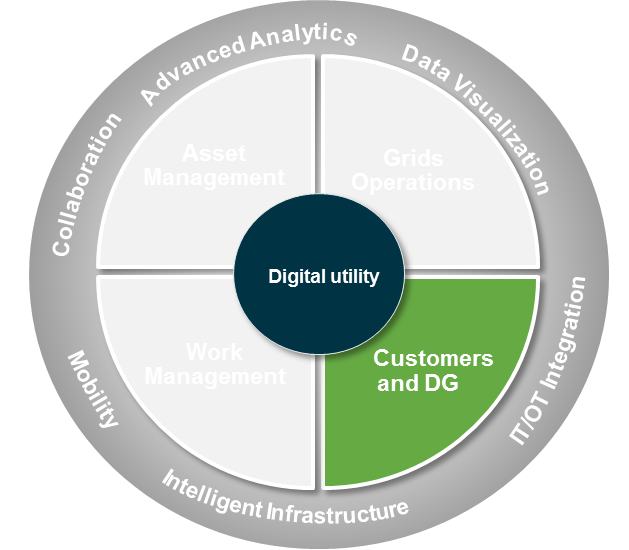 Advanced Analytics
Data Visualization
Collaboration
Asset
Management
Grids
Operations
Digital utility
Work
Management
Customers
and DG
Mobility
IT/OT Integration
Intelligent Infrastructure